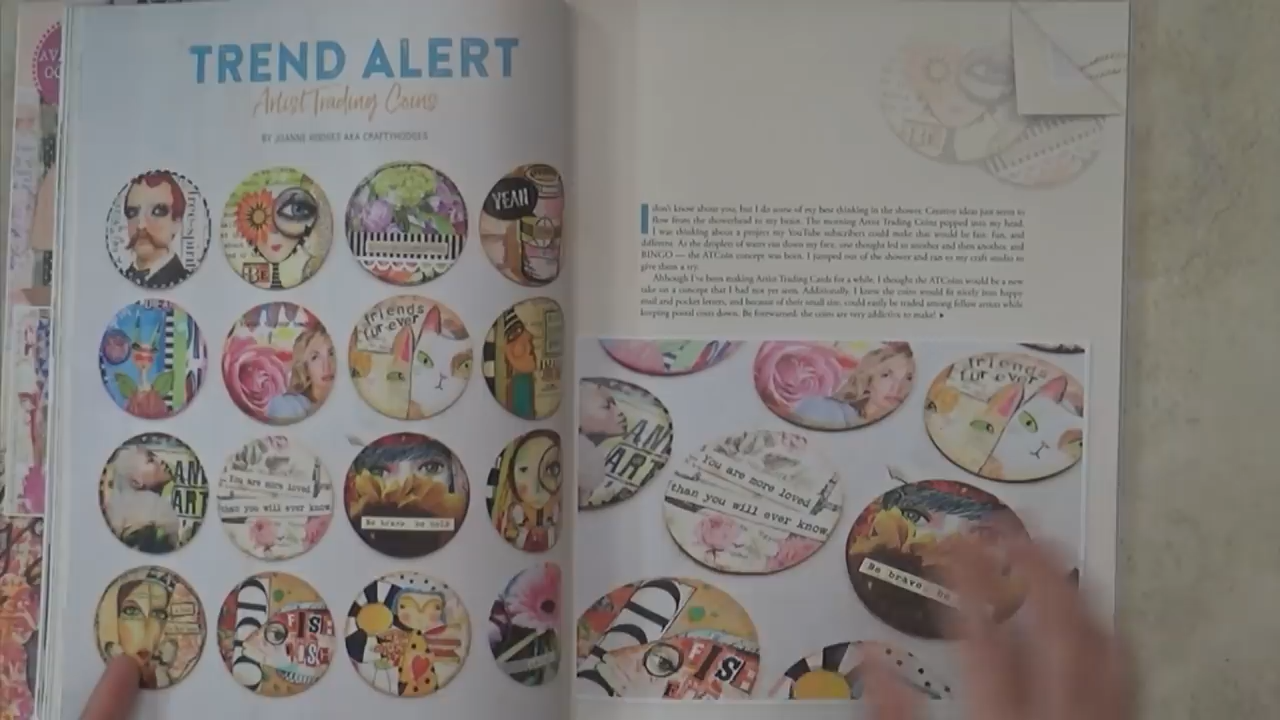 TREND ALERT
Artist Trading Coins
BY JOANNE HODGES AKA CRAFTYHODGES
free spirit
YEAH
BE
friends
fur-ever
AN
ART
You are more loved
than you will ever know
Be brave be bold
FISH
I don't know about you, but I do some of my best thinking in the shower. Creative ideas just seem to
flow from the showerhead to my brain. The morning Artist Trading Coins popped into my head,
I was thinking about a project my YouTube subscribers could make that would be fast, fun, and
different. As the droplets of water ran down my face, one thought led to another and then another, and
BINGO — the ATCoin concept was born. I jumped out of the shower and ran to my craft studio to
give them a try.
Although I've been making Artist Trading Cards for a while, I thought the ATCoins would be a new
take on a concept that I had not yet seen. Additionally, I knew the coins would fit nicely into happy
mail and pocket letters, and because of their small size, could easily be traded among fellow artists while
keeping postal costs down. Be forewarned: the coins are very addictive to make!
friends
fur-ever
AN
ART
You are more loved
than you will ever know
Be brave, be
FIS